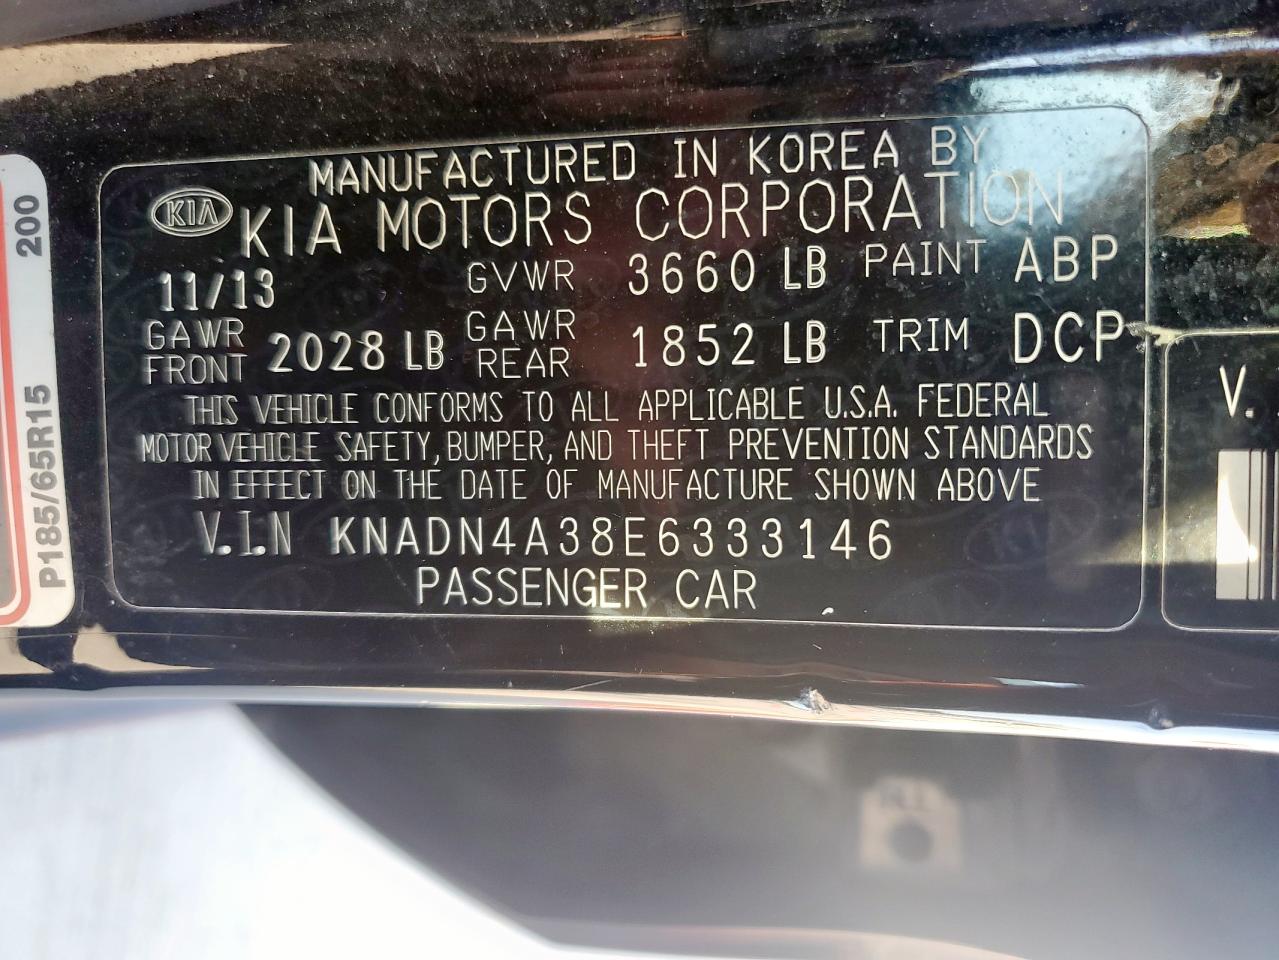 MANUFACTURED IN KOREA BY
KIA KIA MOTORS CORPORATION
11/13 GVWR 3660 LB PAINT ABP
GAWR FRONT 2028 LB GAWR REAR 1852 LB TRIM DCP
THIS VEHICLE CONFORMS TO ALL APPLICABLE U.S.A. FEDERAL
MOTOR VEHICLE SAFETY, BUMPER, AND THEFT PREVENTION STANDARDS
IN EFFECT ON THE DATE OF MANUFACTURE SHOWN ABOVE
V.I.N KNADN4A38E6333146
PASSENGER CAR
P185/65R15 200
V.